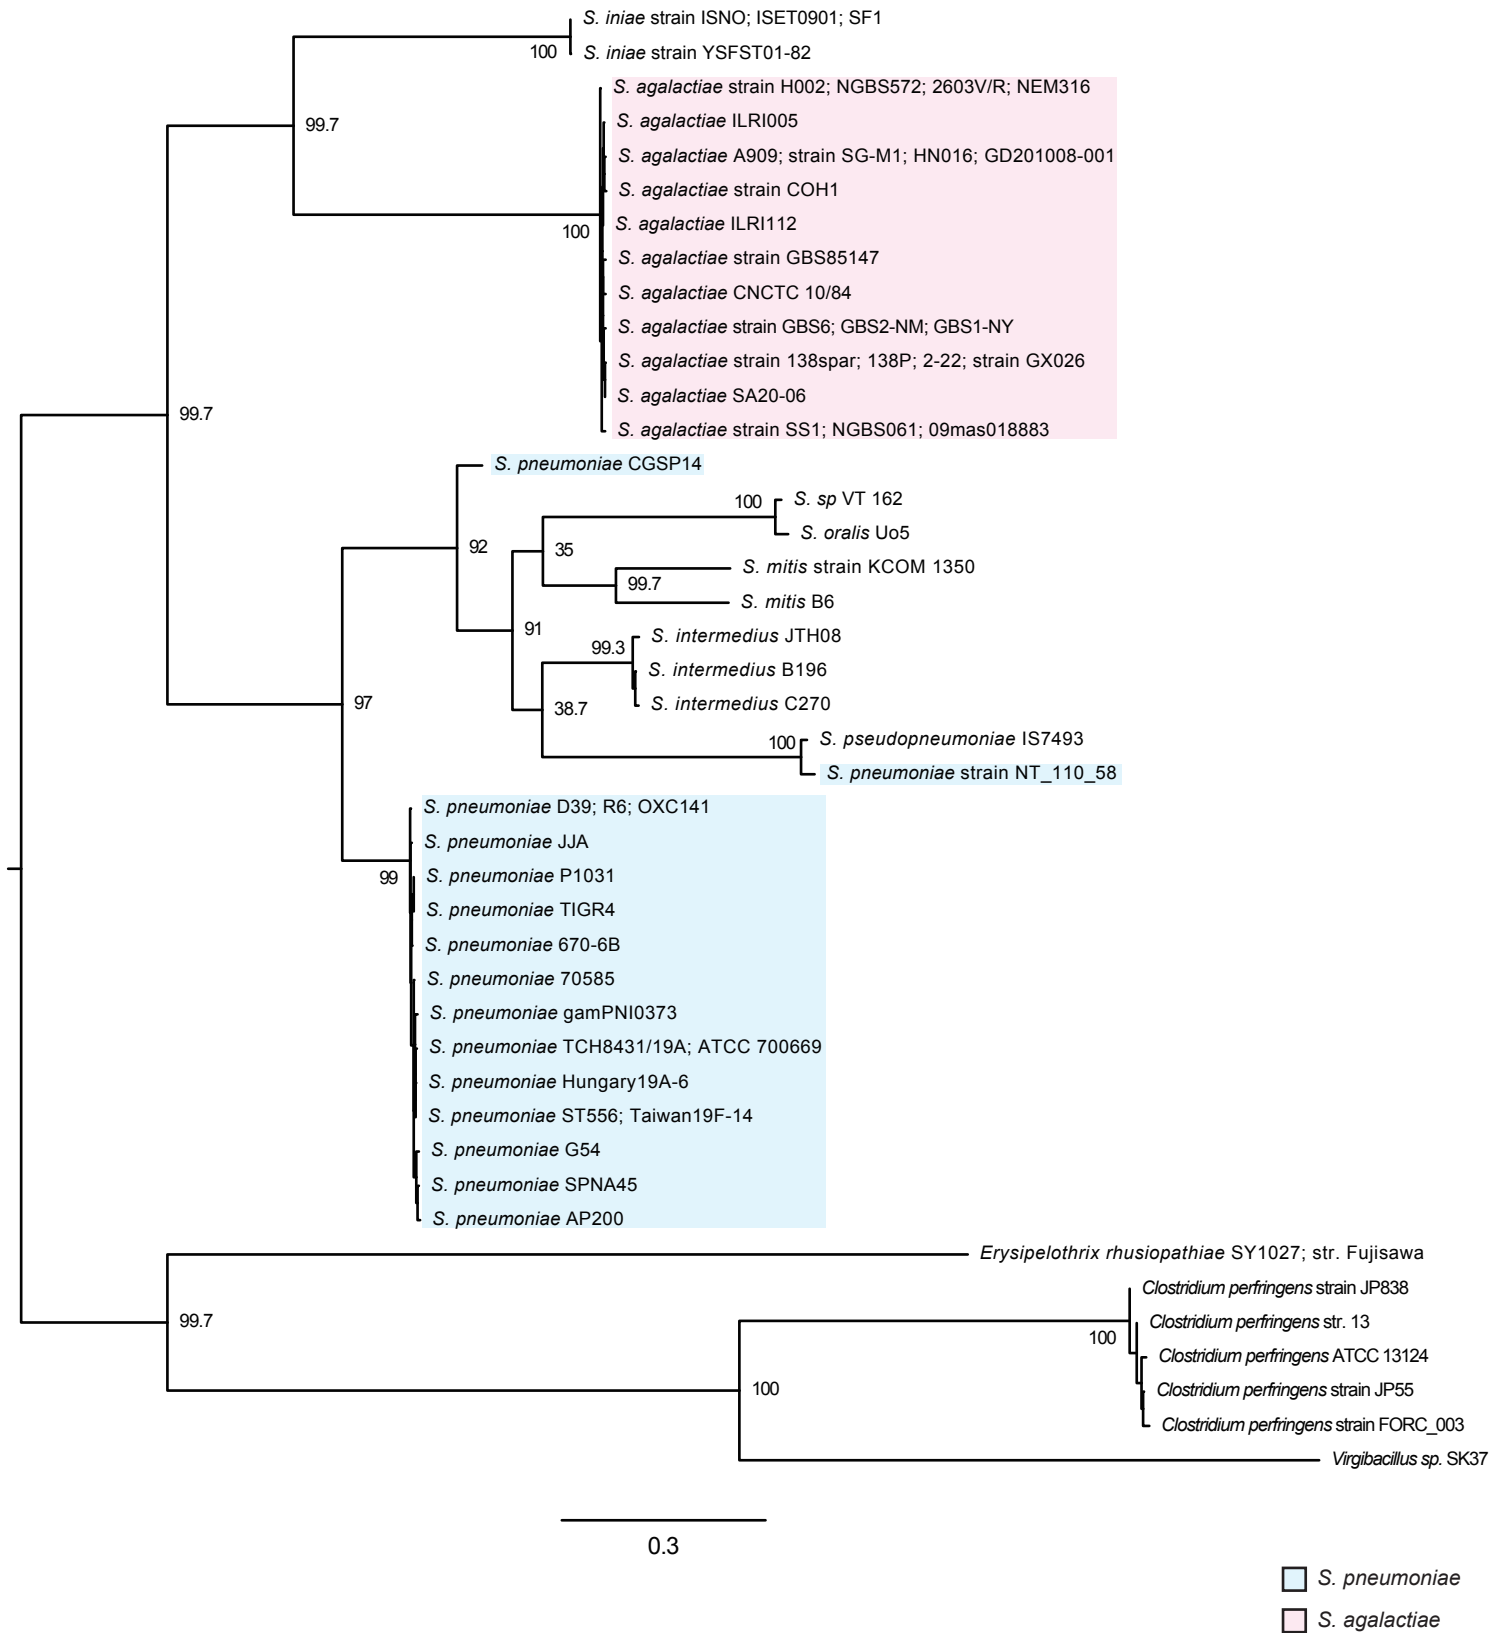 S. iniae strain ISNO; ISET0901; SF1
100
S. iniae strain YSFST01-82
S. agalactiae strain H002; NGBS572; 2603V/R; NEM316
99.7
S. agalactiae ILRI005
S. agalactiae A909; strain SG-M1; HN016; GD201008-001
S. agalactiae strain COH1
S. agalactiae ILRI112
100
S. agalactiae strain GBS85147
S. agalactiae CNCTC 10/84
S. agalactiae strain GBS6; GBS2-NM; GBS1-NY
S. agalactiae strain 138spar; 138P; 2-22; strain GX026
S. agalactiae SA20-06
99.7
S. agalactiae strain SS1; NGBS061; 09mas018883
S. pneumoniae CGSP14
100
S. sp VT 162
S. oralis Uo5
92
35
S. mitis strain KCOM 1350
99.7
S. mitis B6
91
S. intermedius JTH08
99.3
S. intermedius B196
97
38.7
S. intermedius C270
100
S. pseudopneumoniae IS7493
S. pneumoniae strain NT_110_58
S. pneumoniae D39; R6; OXC141
S. pneumoniae JJA
99
S. pneumoniae P1031
S. pneumoniae TIGR4
S. pneumoniae 670-6B
S. pneumoniae 70585
S. pneumoniae gamPNI0373
S. pneumoniae TCH8431/19A; ATCC 700669
S. pneumoniae Hungary19A-6
S. pneumoniae ST556; Taiwan19F-14
S. pneumoniae G54
S. pneumoniae SPNA45
S. pneumoniae AP200
Erysipelothrix rhusiopathiae SY1027; str. Fujisawa
Clostridium perfringens strain JP838
99.7
Clostridium perfringens str. 13
100
Clostridium perfringens ATCC 13124
100
Clostridium perfringens strain JP55
Clostridium perfringens strain FORC_003
Virgibacillus sp. SK37
0.3
S. pneumoniae
S. agalactiae